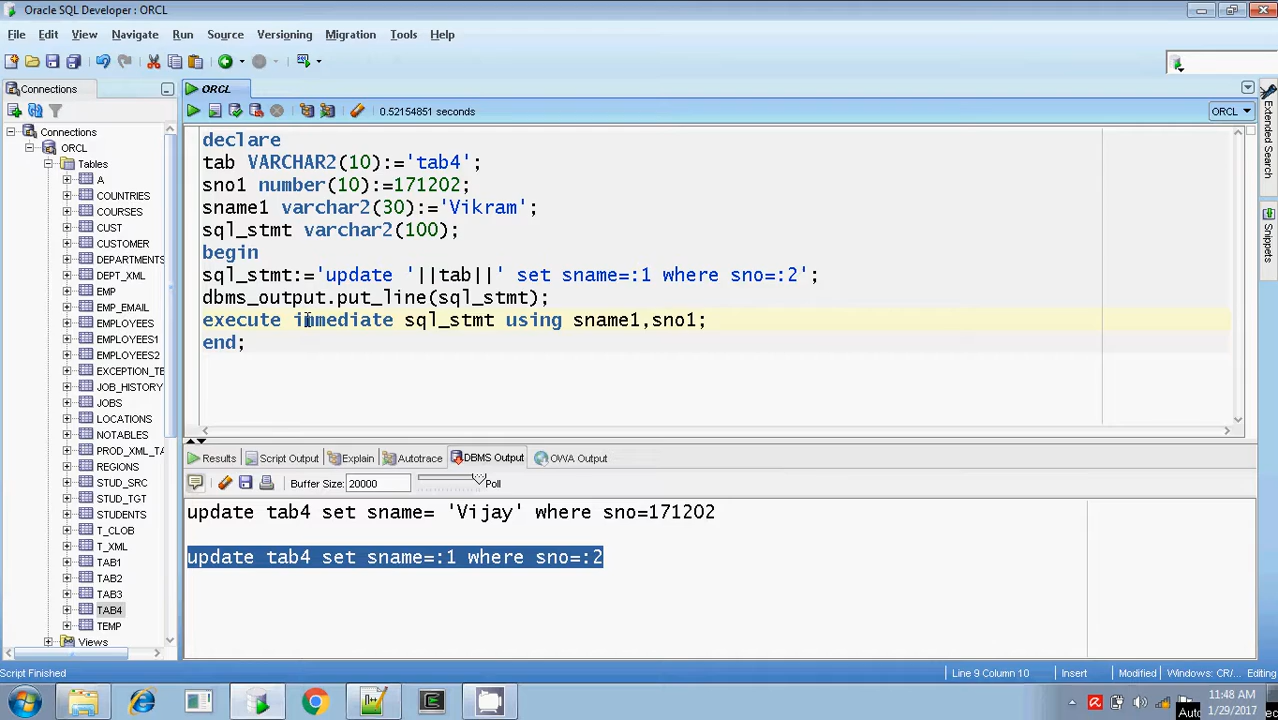 Oracle SQL Developer : ORCL
File Edit View Navigate Run Source Versioning Migration Tools Help
Connections
ORCL
0.52154851 seconds
ORCL
Connections
ORCL
Tables
A
COUNTRIES
COURSES
CUST
CUSTOMER
DEPARTMENTS
DEPT_XML
EMP
EMP_EMAIL
EMPLOYEES
EMPLOYEES1
EMPLOYEES2
EXCEPTION_TE
JOB_HISTORY
JOBS
LOCATIONS
NOTABLES
PROD_XML_TA
REGIONS
STUD_SRC
STUD_TGT
STUDENTS
T_CLOB
T_XML
TAB1
TAB2
TAB3
TAB4
TEMP
Views
declare
tab VARCHAR2(10):='tab4';
sno1 number(10):=171202;
sname1 varchar2(30):='Vikram';
sql_stmt varchar2(100);
begin
sql_stmt:='update '||tab||' set sname=:1 where sno=:2';
dbms_output.put_line(sql_stmt);
execute immediate sql_stmt using sname1,sno1;
end;
Extended Search
Snippets
Results Script Output Explain Autotrace DBMS Output OWA Output
Buffer Size: 20000 Poll
update tab4 set sname= 'Vijay' where sno=171202
update tab4 set sname=:1 where sno=:2
Script Finished
Line 9 Column 10 Insert Modified Windows: CR/... Editing
11:48 AM
1/29/2017